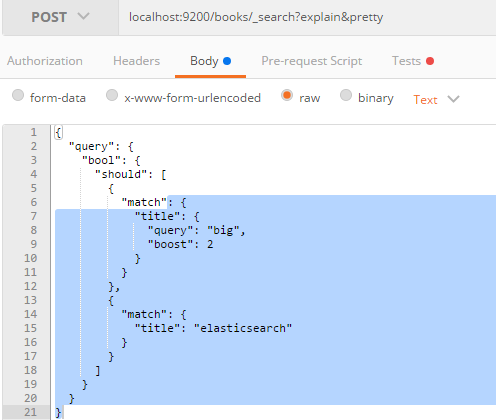 POST localhost:9200/books/_search?explain&pretty
Authorization Headers Body Pre-request Script Tests
form-data x-www-form-urlencoded raw binary Text
1 {
2   "query": {
3     "bool": {
4       "should": [
5         {
6           "match": {
7             "title": {
8               "query": "big",
9               "boost": 2
10             }
11           }
12         },
13         {
14           "match": {
15             "title": "elasticsearch"
16           }
17         }
18       ]
19     }
20   }
21 }